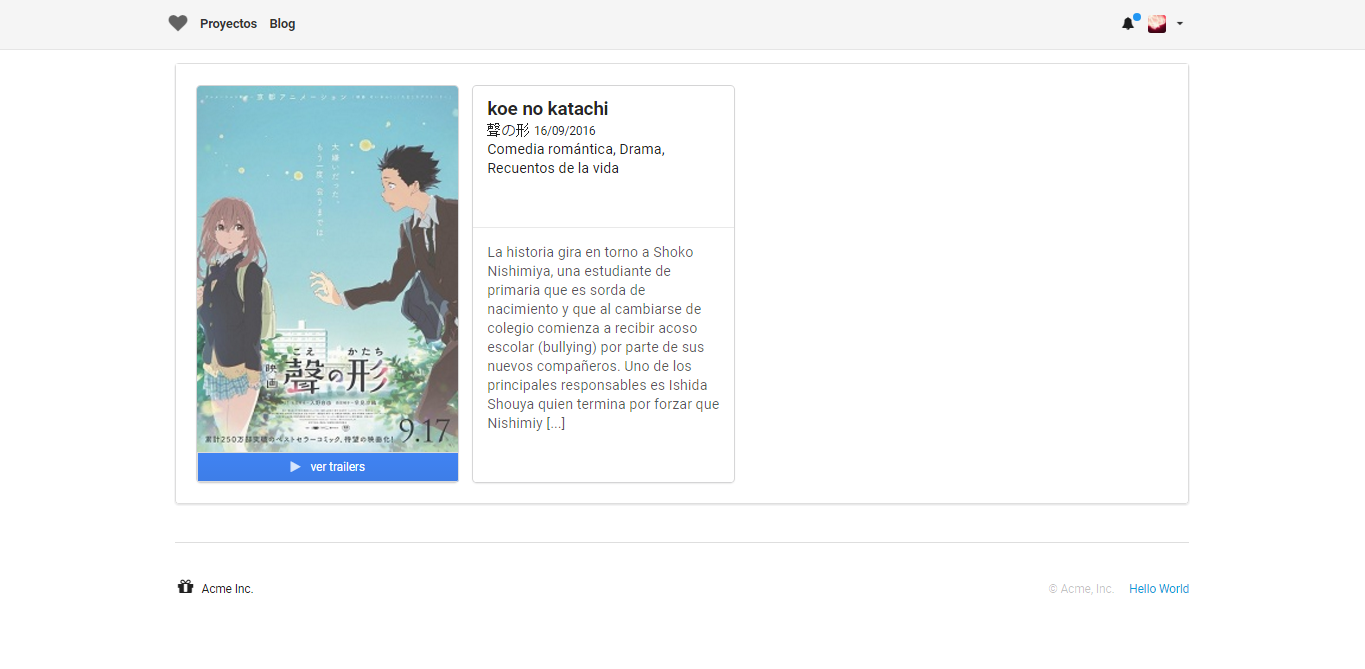 Proyectos Blog
京都アニメーション
大嫌いだった。
もう一度、会うまでは。
こえ かたち
映画 聲の形
9.17
累計250万部突破のベストセラーコミック、待望の映画化!
ver trailers
koe no katachi
聲の形 16/09/2016
Comedia romántica, Drama,
Recuentos de la vida
La historia gira en torno a Shoko
Nishimiya, una estudiante de
primaria que es sorda de
nacimiento y que al cambiarse de
colegio comienza a recibir acoso
escolar (bullying) por parte de sus
nuevos compañeros. Uno de los
principales responsables es Ishida
Shouya quien termina por forzar que
Nishimiy [...]
Acme Inc.
© Acme, Inc. Hello World